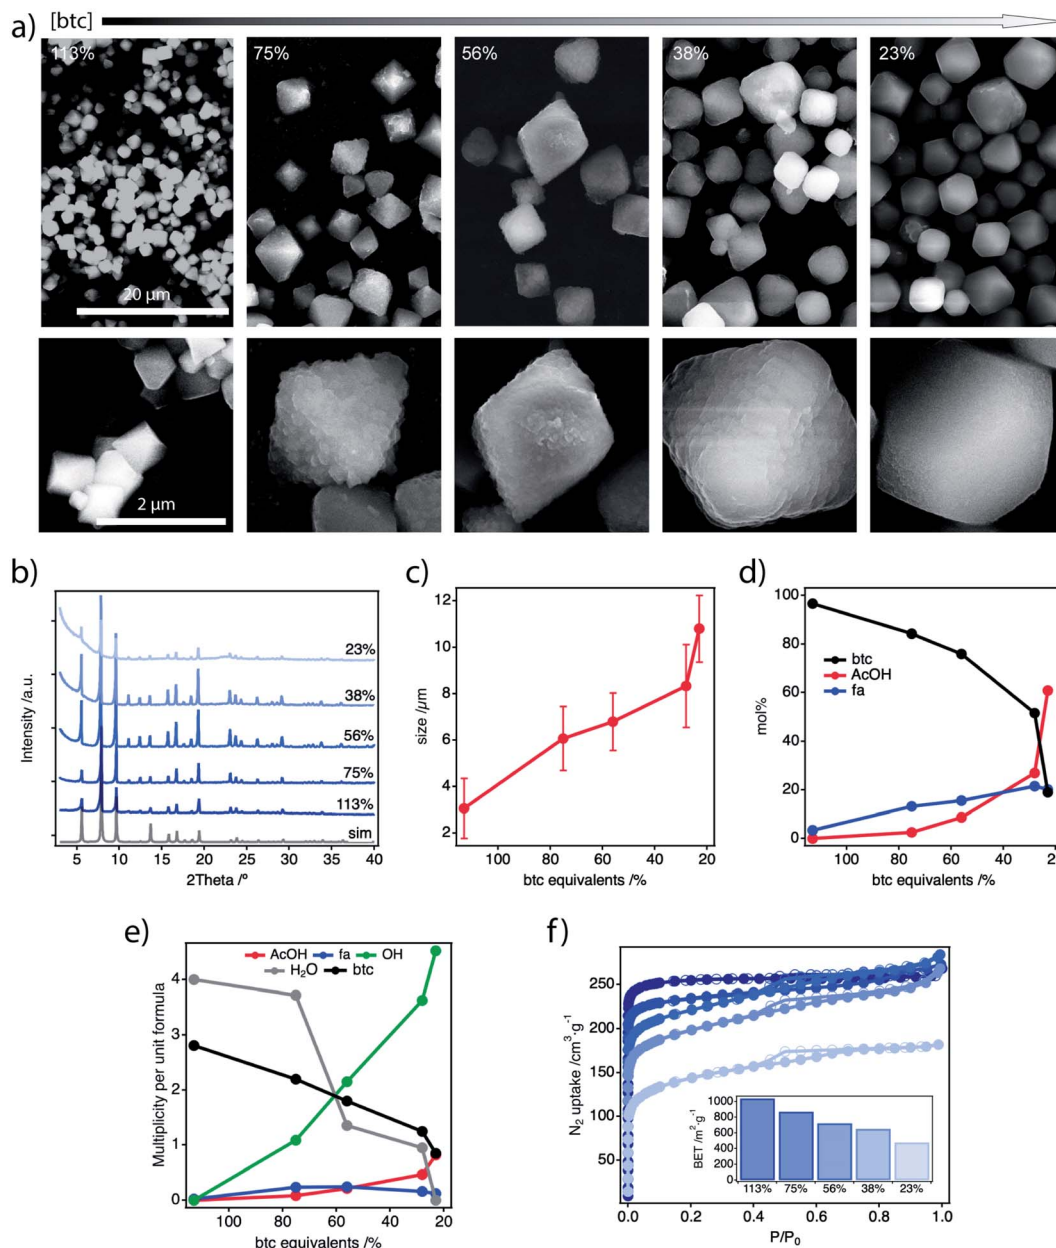 a)
[btc]
113%
75%
56%
38%
23%
20 µm
2 µm
b)
Intensity /a.u.
23%
38%
56%
75%
113%
sim
5 10 15 20 25 30 35 40
2Theta /º
c)
size /µm
12
10
8
6
4
2
100 80 60 40 20
btc equivalents /%
d)
mol%
100
80
60
40
20
0
btc
AcOH
fa
100 80 60 40 2
btc equivalents /%
e)
AcOH fa OH
H₂O btc
Multiplicity per unit formula
4
3
2
1
0
100 80 60 40 20
btc equivalents /%
f)
N₂ uptake /cm³·g⁻¹
250
200
150
100
50
0.0 0.2 0.4 0.6 0.8 1.0
P/P₀
BET /m²·g⁻¹
1000
800
600
400
200
0
113% 75% 56% 38% 23%